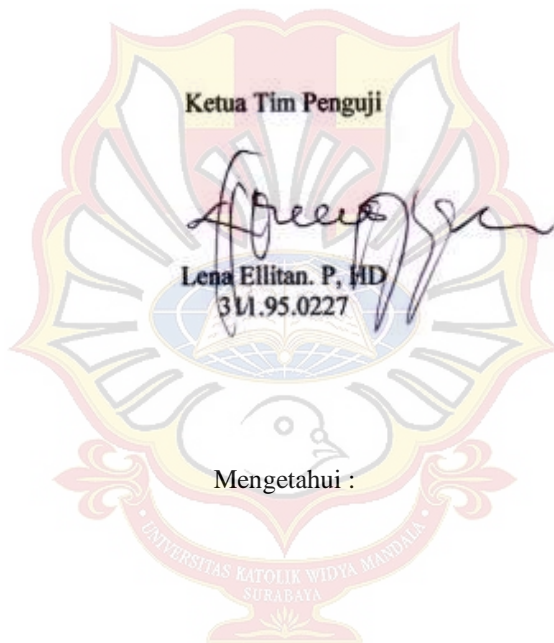 Ketua Tim Penguji
Lena Ellitan. P, HD
311.95.0227
Mengetahui :
UNIVERSITAS KATOLIK WIDYA MANDALA
SURABAYA